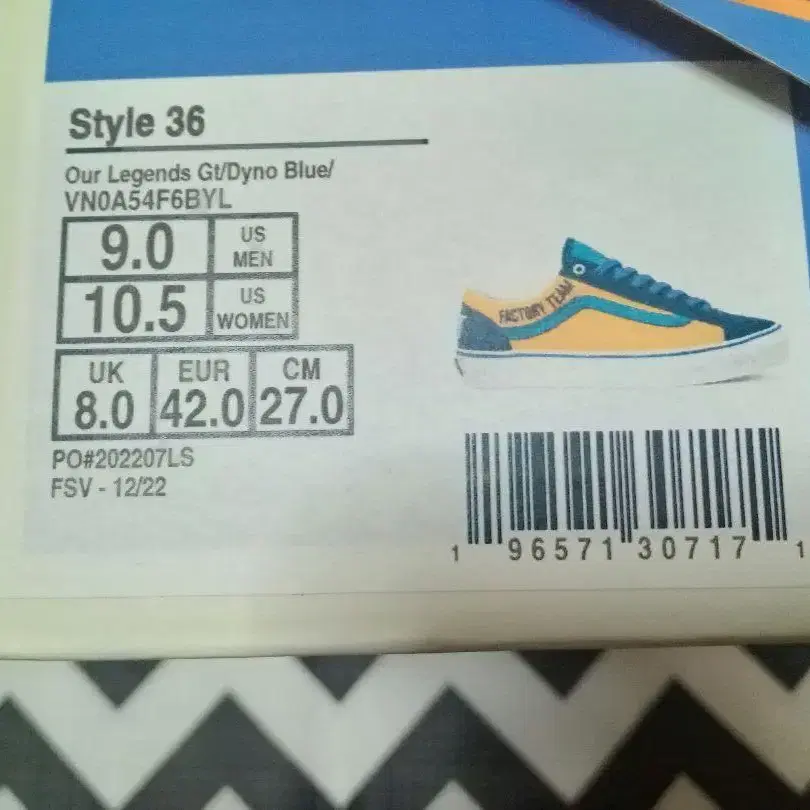 Style 36
Our Legends Gt/Dyno Blue/
VN0A54F6BYL
9.0 US MEN
10.5 US WOMEN
UK EUR CM
8.0 42.0 27.0
PO#202207LS
FSV - 12/22
FACTORY TEAM
1 96571 30717 1